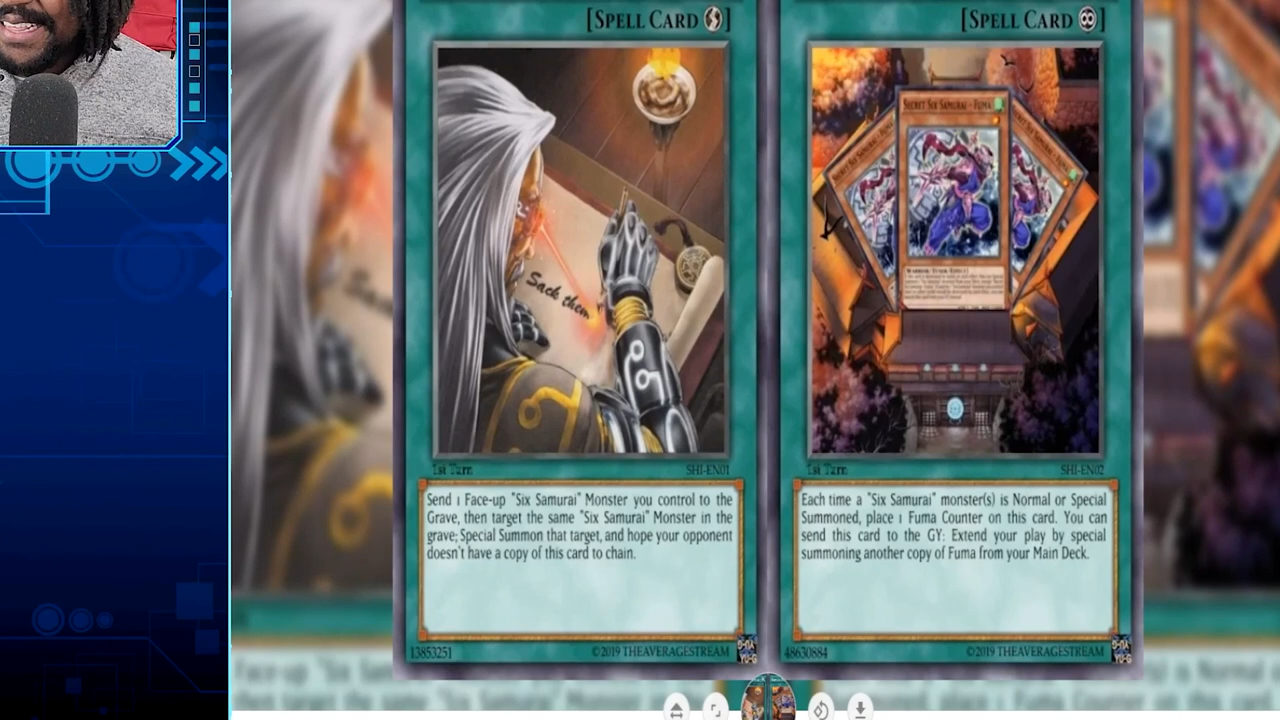 [SPELL CARD]
Sack them
1st Turn
SHI-EN01
Send 1 Face-up "Six Samurai" Monster you control to the
Grave, then target the same "Six Samurai" Monster in the
grave; Special Summon that target, and hope your opponent
doesn't have a copy of this card to chain.
13853251
©2019 THEAVERAGESTREAM
[SPELL CARD]
SECRET SIX SAMURAI - FUMA
1st Turn
SHI-EN02
Each time a "Six Samurai" monster(s) is Normal or Special
Summoned, place 1 Fuma Counter on this card. You can
send this card to the GY: Extend your play by special
summoning another copy of Fuma from your Main Deck.
48630884
©2019 THEAVERAGESTREAM